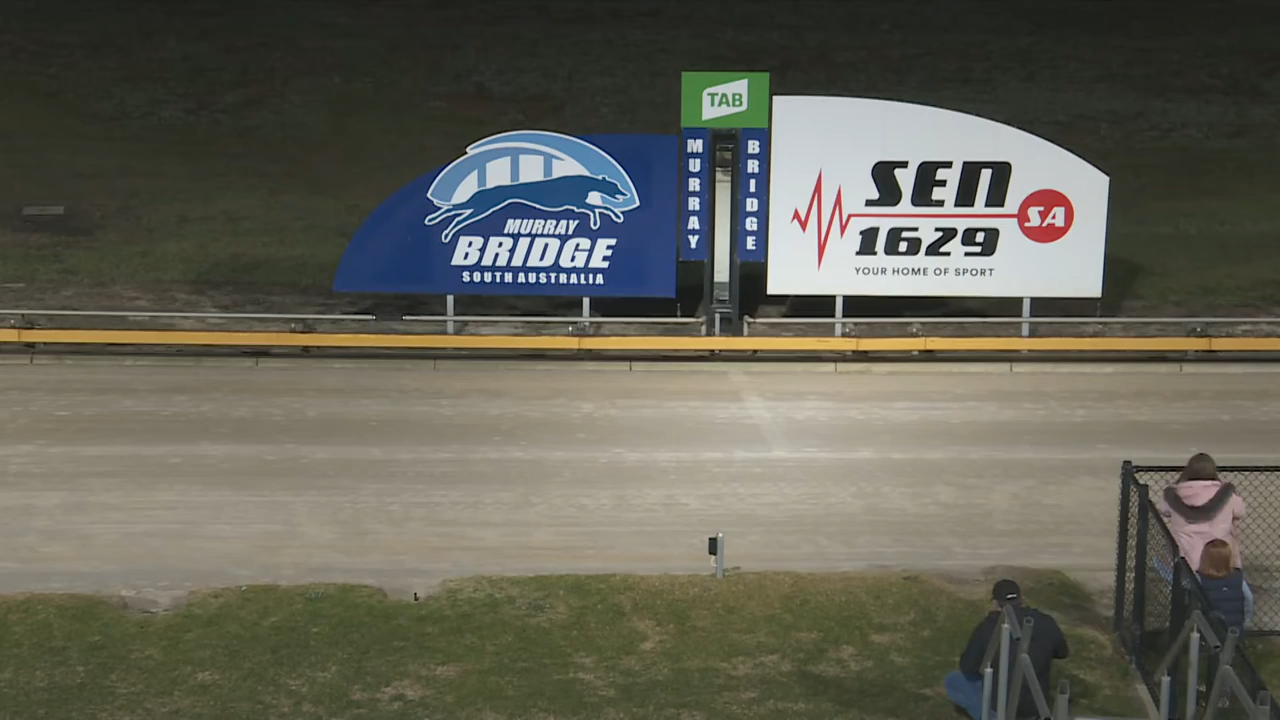 TAB
MURRAY
BRIDGE
MURRAY
BRIDGE
SOUTH AUSTRALIA
SEN
SA
1629
YOUR HOME OF SPORT